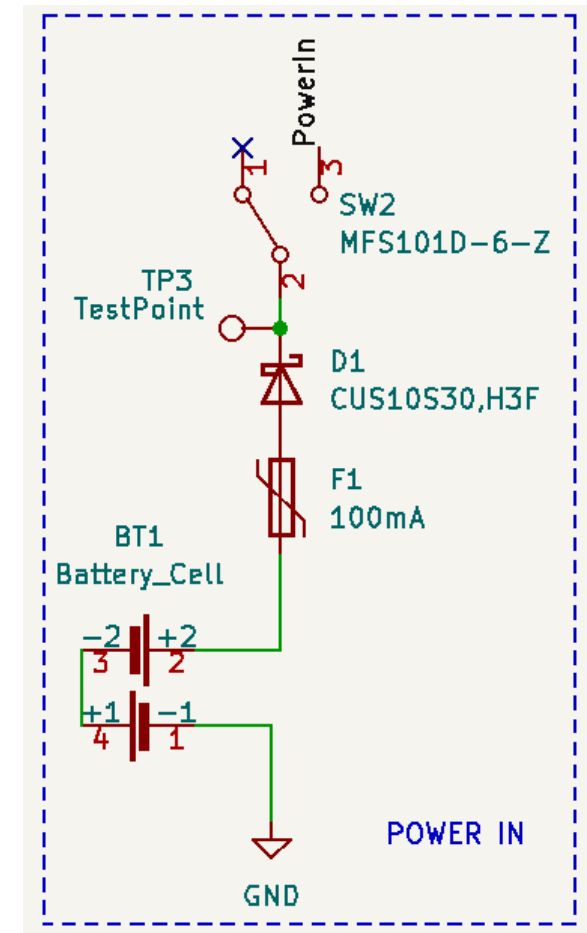 PowerIn
1
3
SW2
MFS101D-6-Z
2
TP3
TestPoint
D1
CUS10S30,H3F
F1
100mA
BT1
Battery_Cell
-2 +2
3 2
+1 -1
4 1
POWER IN
GND